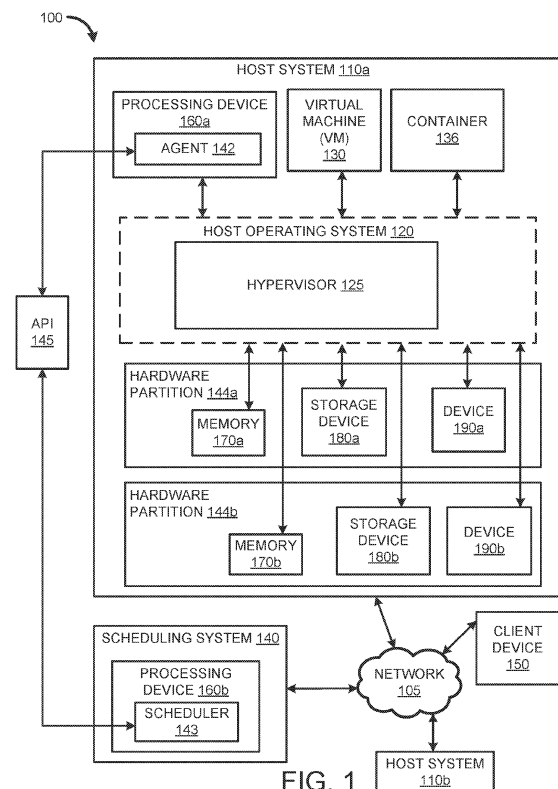 100
HOST SYSTEM 110a
PROCESSING DEVICE
160a
AGENT 142
VIRTUAL
MACHINE
(VM)
130
CONTAINER
136
HOST OPERATING SYSTEM 120
HYPERVISOR 125
API
145
HARDWARE
PARTITION 144a
MEMORY
170a
STORAGE
DEVICE
180a
DEVICE
190a
HARDWARE
PARTITION 144b
MEMORY
170b
STORAGE
DEVICE
180b
DEVICE
190b
SCHEDULING SYSTEM 140
PROCESSING
DEVICE 160b
SCHEDULER
143
NETWORK
105
CLIENT
DEVICE
150
HOST SYSTEM
110b
FIG. 1